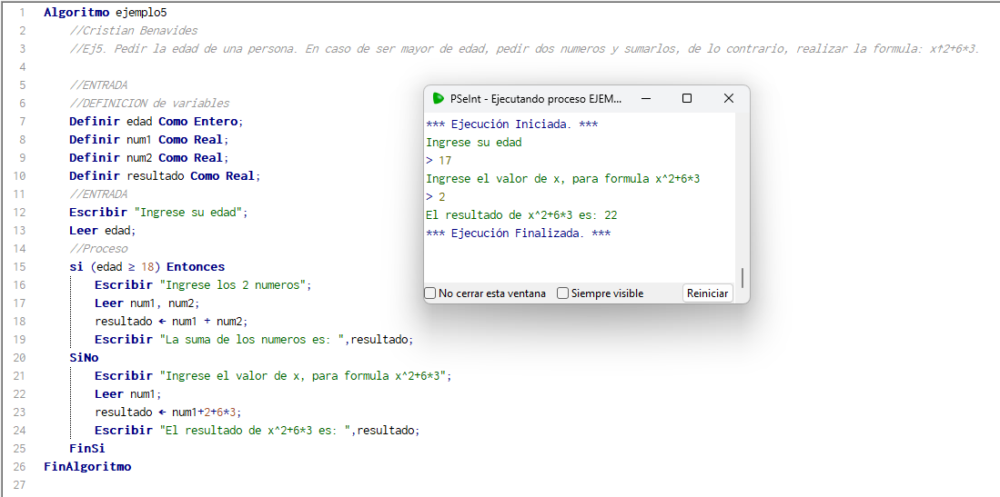 1 Algoritmo ejemplo5
2 //Cristian Benavides
3 //Ej5. Pedir la edad de una persona. En caso de ser mayor de edad, pedir dos numeros y sumarlos, de lo contrario, realizar la formula: x↑2+6*3.
4
5 //ENTRADA
6 //DEFINICION de variables
7 Definir edad Como Entero;
8 Definir num1 Como Real;
9 Definir num2 Como Real;
10 Definir resultado Como Real;
11 //ENTRADA
12 Escribir "Ingrese su edad";
13 Leer edad;
14 //Proceso
15 si (edad ≥ 18) Entonces
16 Escribir "Ingrese los 2 numeros";
17 Leer num1, num2;
18 resultado ← num1 + num2;
19 Escribir "La suma de los numeros es: ",resultado;
20 SiNo
21 Escribir "Ingrese el valor de x, para formula x^2+6*3";
22 Leer num1;
23 resultado ← num1+2+6*3;
24 Escribir "El resultado de x^2+6*3 es: ",resultado;
25 FinSi
26 FinAlgoritmo
27
PSeInt - Ejecutando proceso EJEM...
*** Ejecución Iniciada. ***
Ingrese su edad
> 17
Ingrese el valor de x, para formula x^2+6*3
> 2
El resultado de x^2+6*3 es: 22
*** Ejecución Finalizada. ***
No cerrar esta ventana Siempre visible Reiniciar